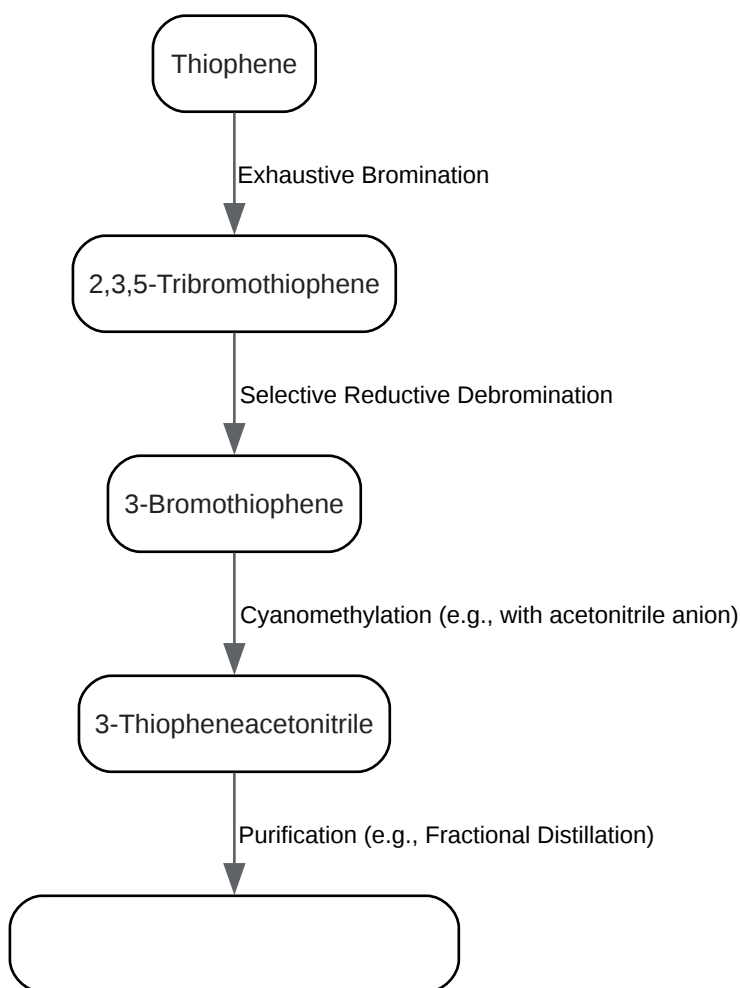 Thiophene
Exhaustive Bromination
2,3,5-Tribromothiophene
Selective Reductive Debromination
3-Bromothiophene
Cyanomethylation (e.g., with acetonitrile anion)
3-Thiopheneacetonitrile
Purification (e.g., Fractional Distillation)